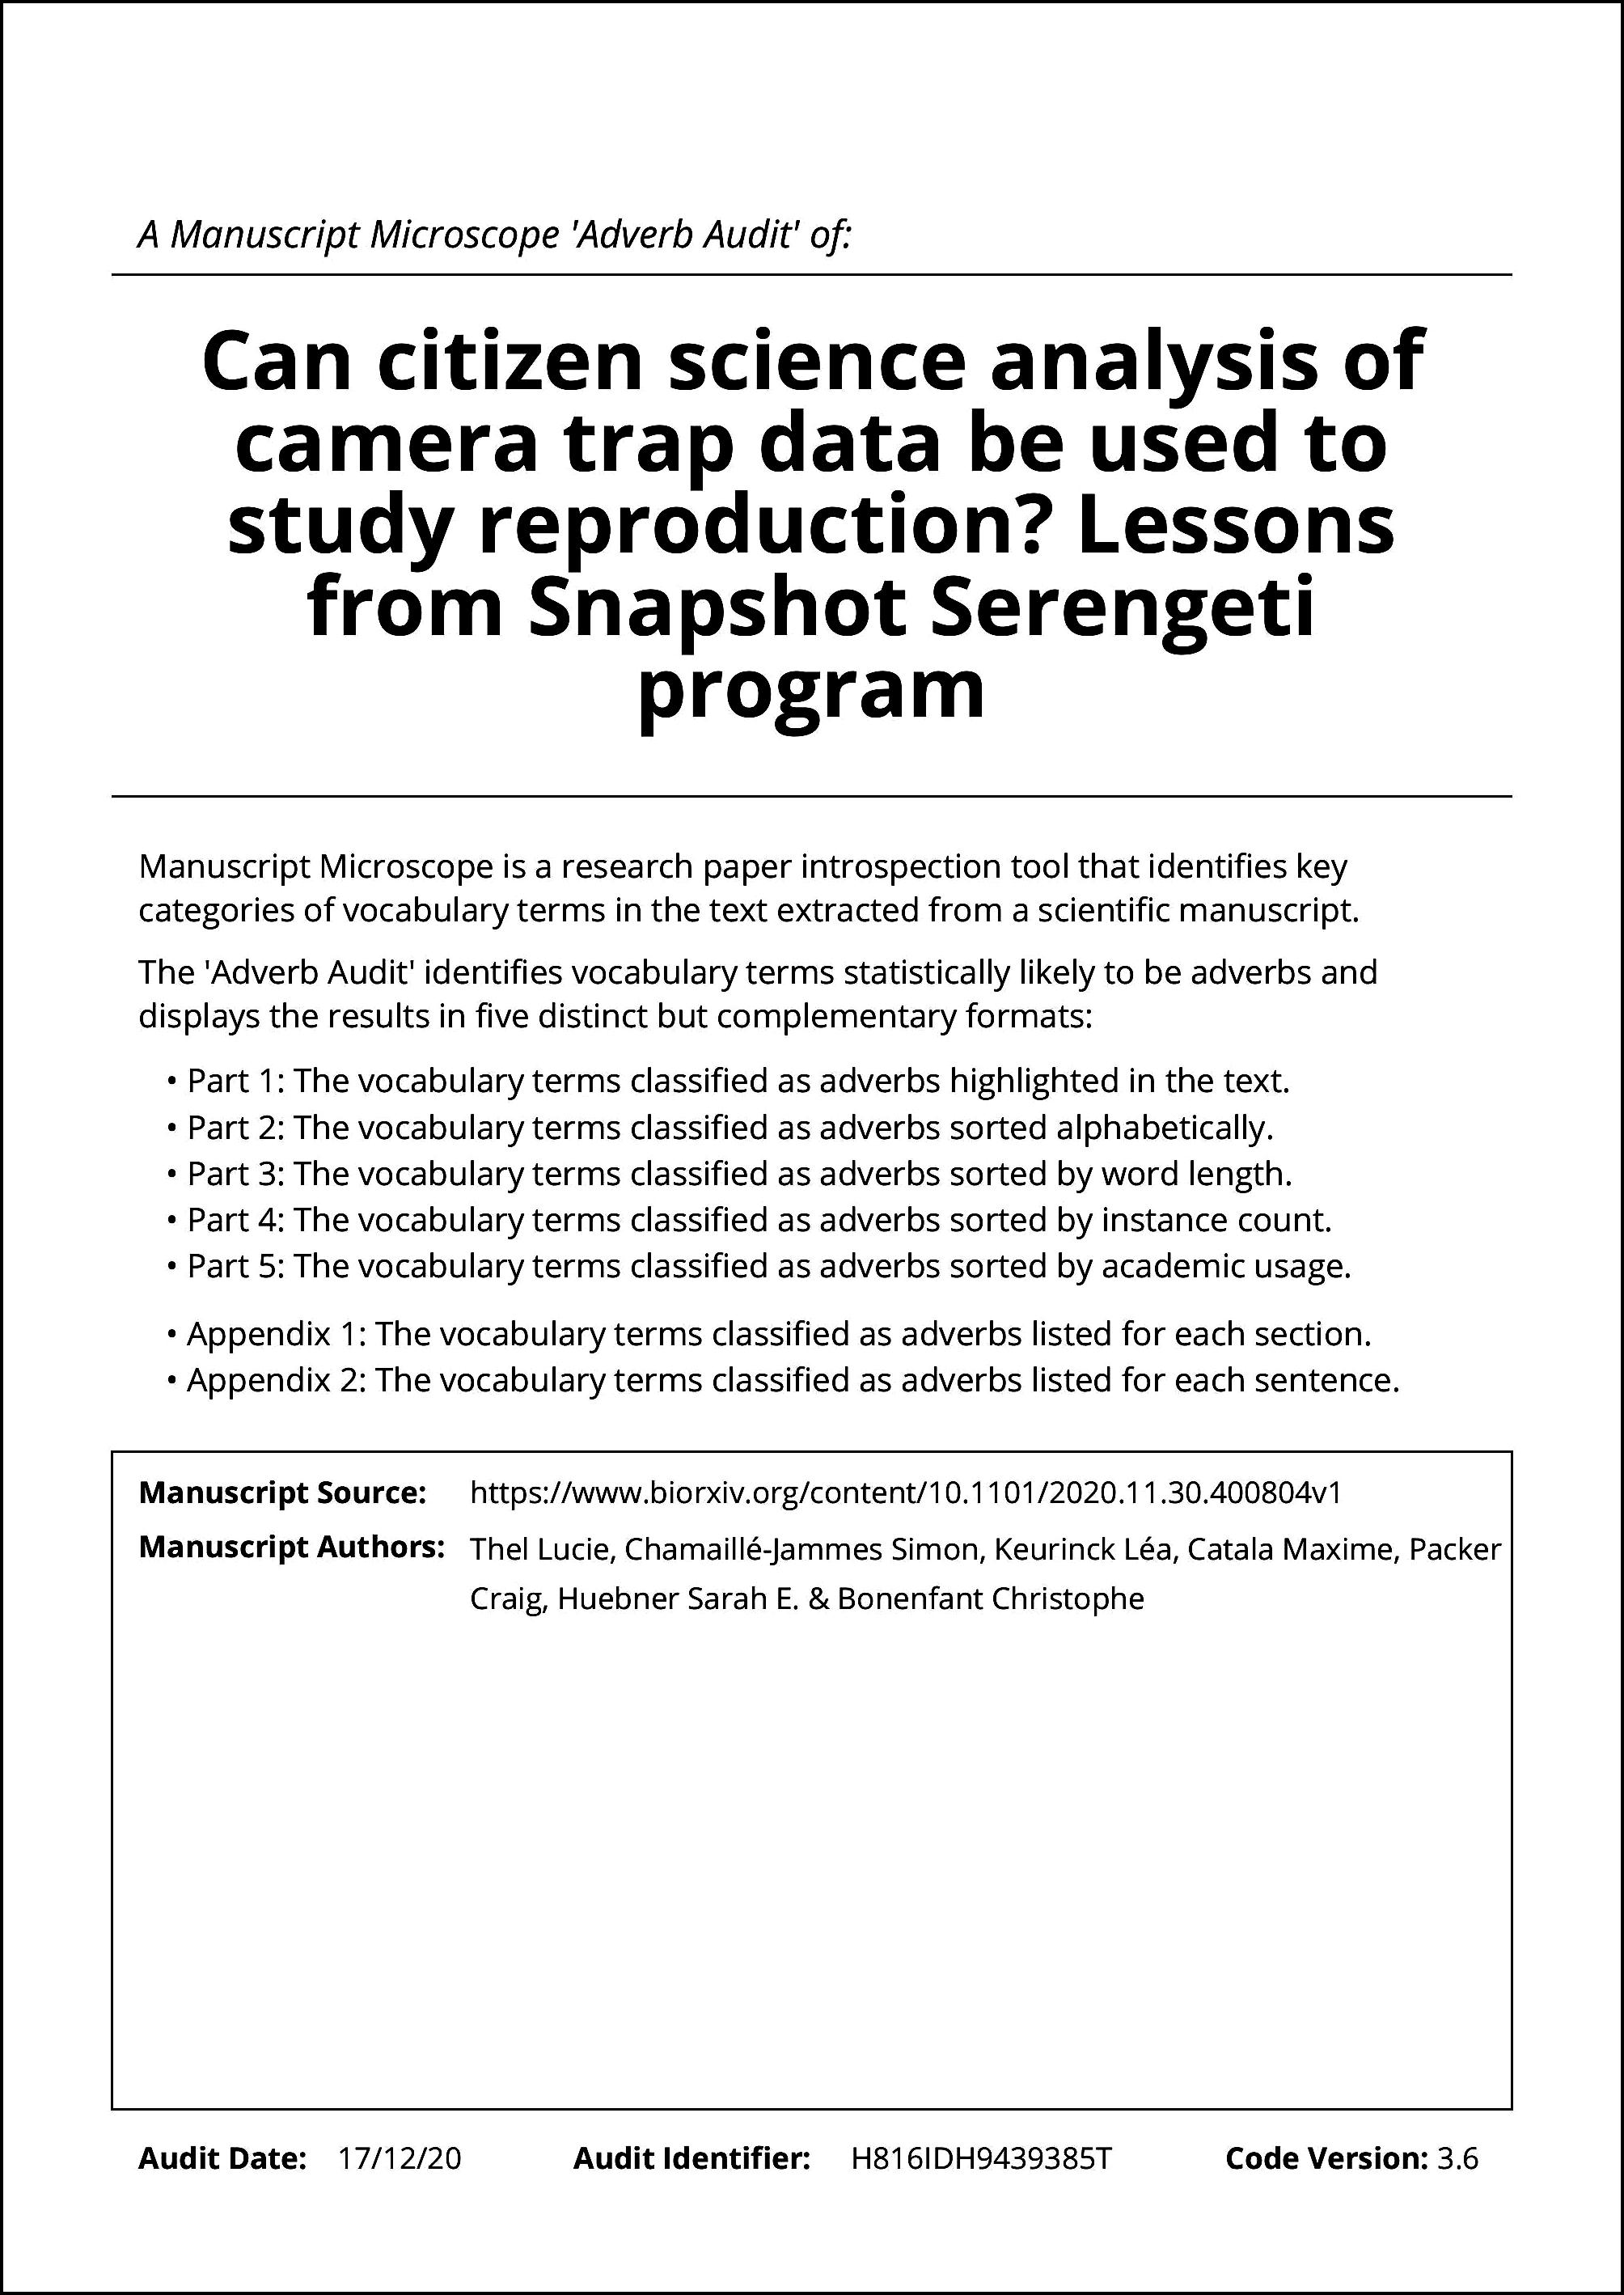 A Manuscript Microscope 'Adverb Audit' of:
Can citizen science analysis of
camera trap data be used to
study reproduction? Lessons
from Snapshot Serengeti
program
Manuscript Microscope is a research paper introspection tool that identifies key
categories of vocabulary terms in the text extracted from a scientific manuscript.
The 'Adverb Audit' identifies vocabulary terms statistically likely to be adverbs and
displays the results in five distinct but complementary formats:
• Part 1: The vocabulary terms classified as adverbs highlighted in the text.
• Part 2: The vocabulary terms classified as adverbs sorted alphabetically.
• Part 3: The vocabulary terms classified as adverbs sorted by word length.
• Part 4: The vocabulary terms classified as adverbs sorted by instance count.
• Part 5: The vocabulary terms classified as adverbs sorted by academic usage.
• Appendix 1: The vocabulary terms classified as adverbs listed for each section.
• Appendix 2: The vocabulary terms classified as adverbs listed for each sentence.
Manuscript Source: https://www.biorxiv.org/content/10.1101/2020.11.30.400804v1
Manuscript Authors: Thel Lucie, Chamaillé-Jammes Simon, Keurinck Léa, Catala Maxime, Packer
Craig, Huebner Sarah E. & Bonenfant Christophe
Audit Date: 17/12/20 Audit Identifier: H816IDH9439385T Code Version: 3.6